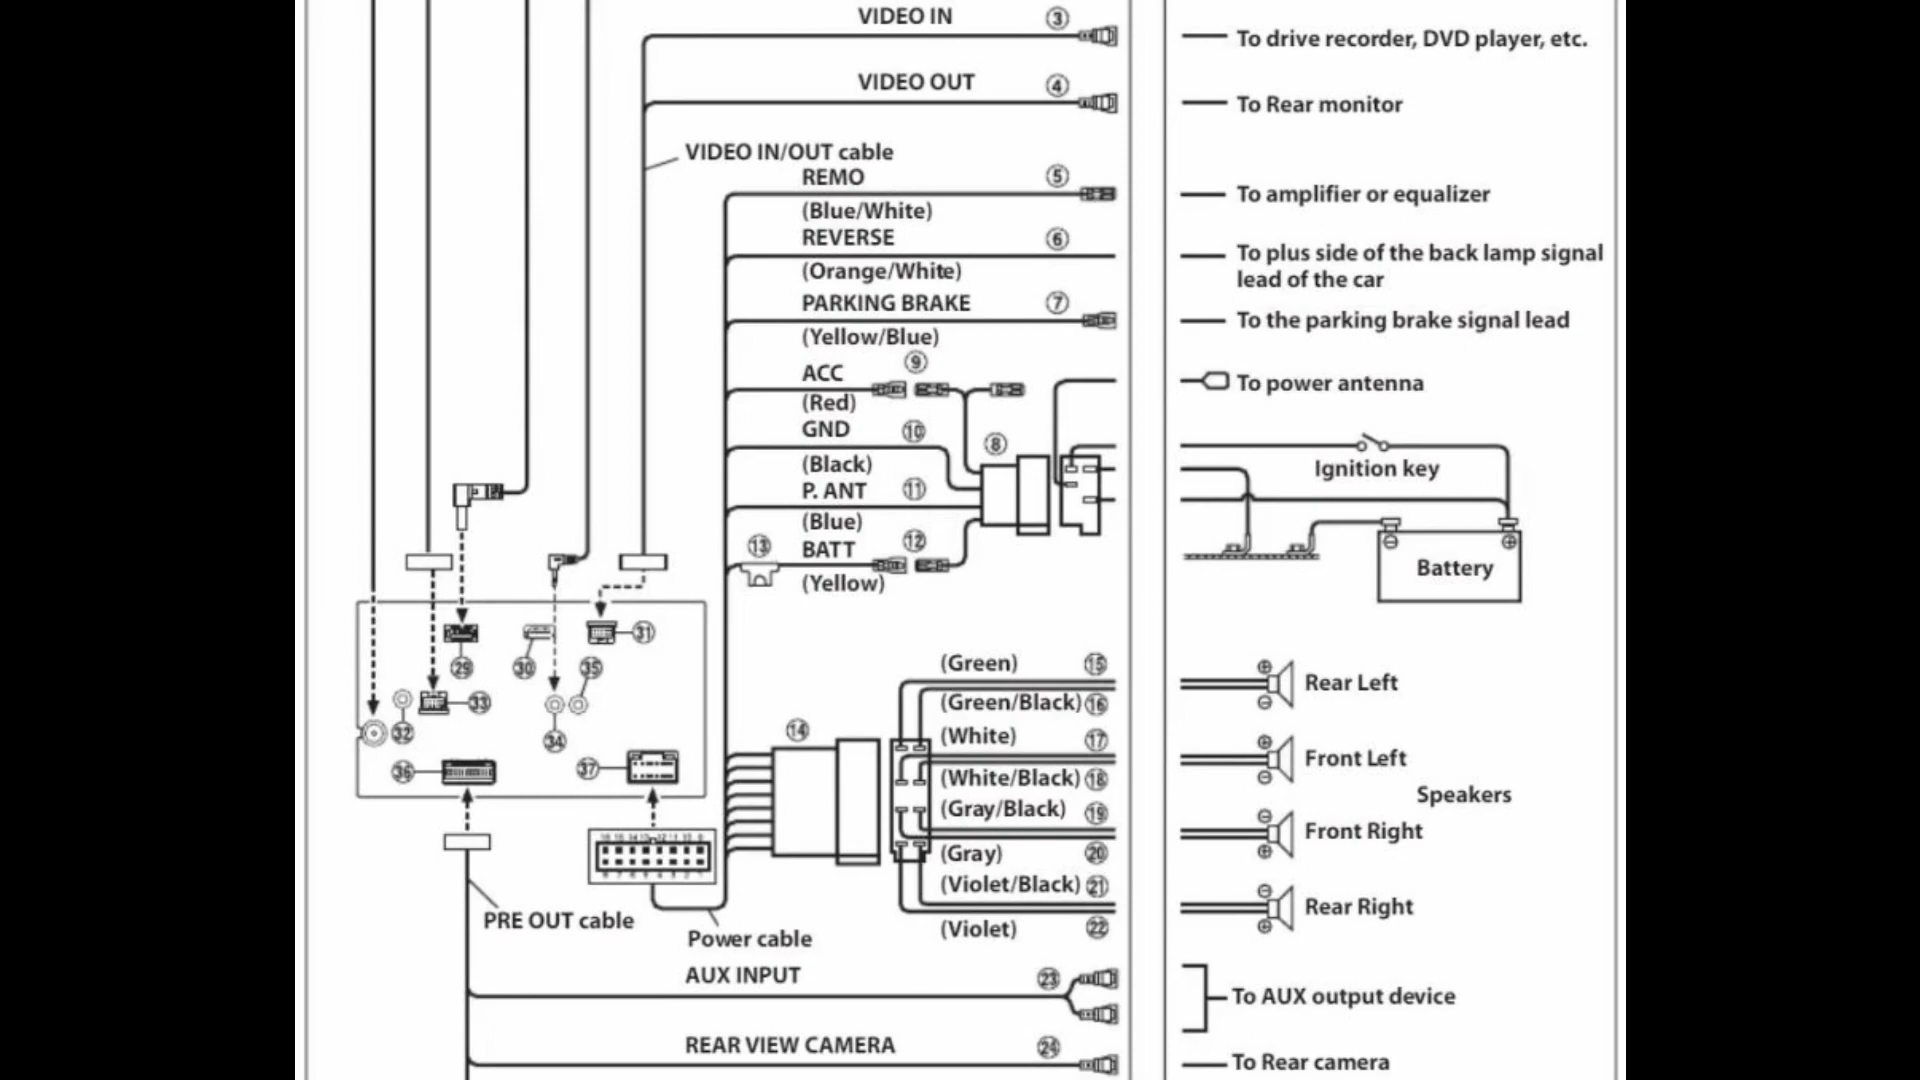 VIDEO IN
③
To drive recorder, DVD player, etc.
VIDEO OUT
④
To Rear monitor
VIDEO IN/OUT cable
REMO
⑤
To amplifier or equalizer
(Blue/White)
REVERSE
⑥
To plus side of the back lamp signal
lead of the car
(Orange/White)
PARKING BRAKE
⑦
To the parking brake signal lead
(Yellow/Blue)
⑨
ACC
To power antenna
(Red)
GND
⑩
⑧
(Black)
Ignition key
P. ANT
⑪
(Blue)
BATT
⑬
⑫
(Yellow)
Battery
㉛
㉙
㉚
㉟
㉝
㉜
㉞
㊱
㊲
(Green)
⑮
Rear Left
(Green/Black)
⑯
⑭
(White)
⑰
Front Left
(White/Black)
⑱
Speakers
(Gray/Black)
⑲
Front Right
(Gray)
⑳
(Violet/Black)
㉑
Rear Right
(Violet)
㉒
PRE OUT cable
Power cable
AUX INPUT
㉓
To AUX output device
REAR VIEW CAMERA
㉔
To Rear camera